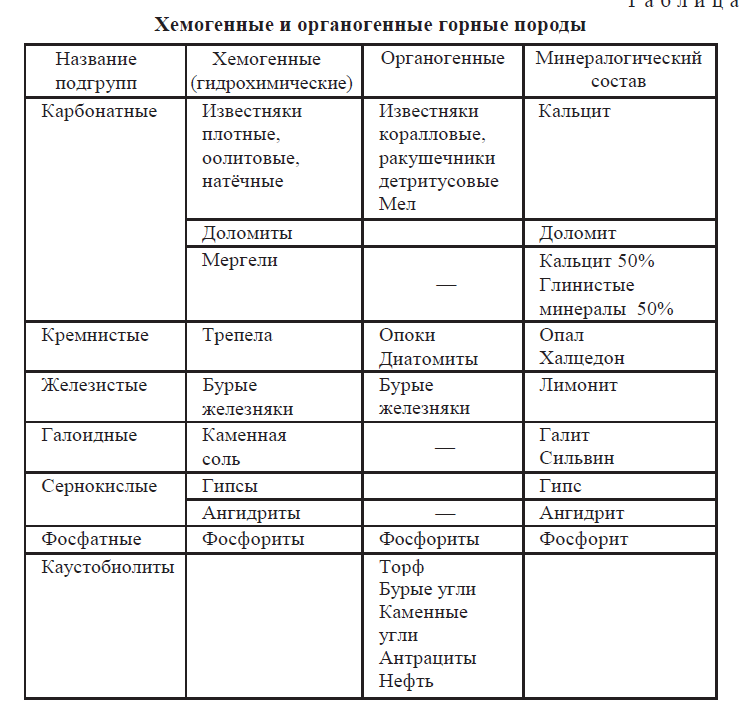 Таблица
Хемогенные и органогенные горные породы
Название подгрупп
Хемогенные (гидрохимические)
Органогенные
Минералогический состав
Карбонатные
Известняки
плотные,
оолитовые,
натёчные
Известняки
коралловые,
ракушечники
детритусовые
Мел
Кальцит
Доломиты
Доломит
Мергели
—
Кальцит 50%
Глинистые
минералы 50%
Кремнистые
Трепела
Опоки
Диатомиты
Опал
Халцедон
Железистые
Бурые
железняки
Бурые
железняки
Лимонит
Галоидные
Каменная
соль
—
Галит
Сильвин
Сернокислые
Гипсы
Гипс
Ангидриты
—
Ангидрит
Фосфатные
Фосфориты
Фосфориты
Фосфорит
Каустобиолиты
Торф
Бурые угли
Каменные
угли
Антрациты
Нефть